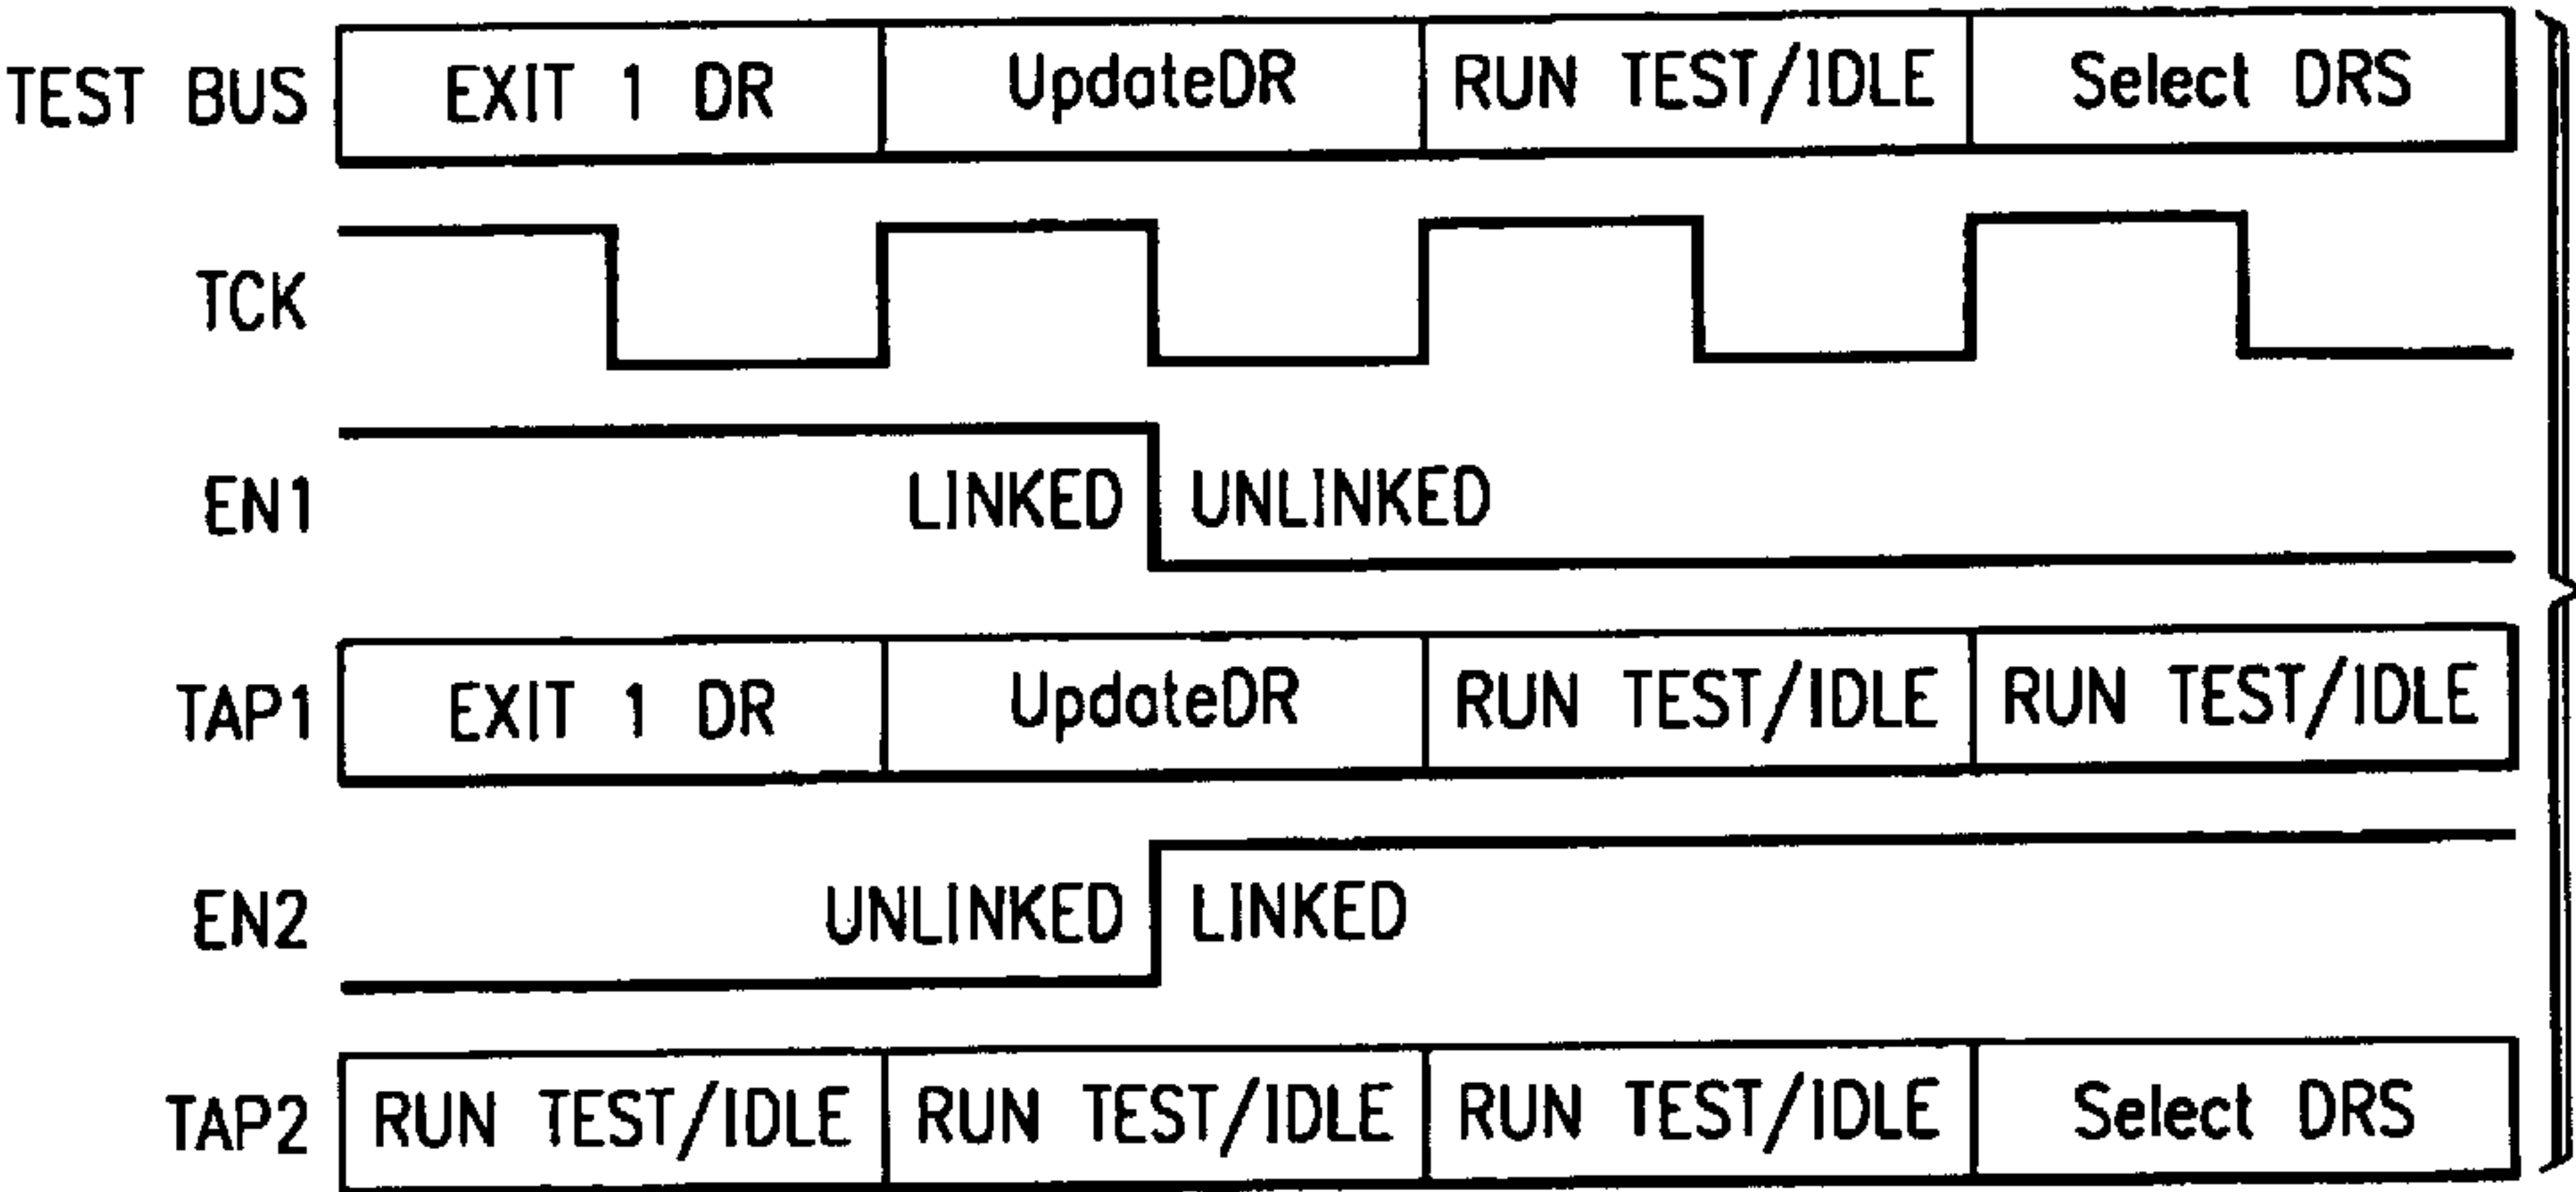 TEST BUS EXIT 1 DR UpdateDR RUN TEST/IDLE Select DRS
TCK
EN1 LINKED UNLINKED
TAP1 EXIT 1 DR UpdateDR RUN TEST/IDLE RUN TEST/IDLE
EN2 UNLINKED LINKED
TAP2 RUN TEST/IDLE RUN TEST/IDLE RUN TEST/IDLE Select DRS